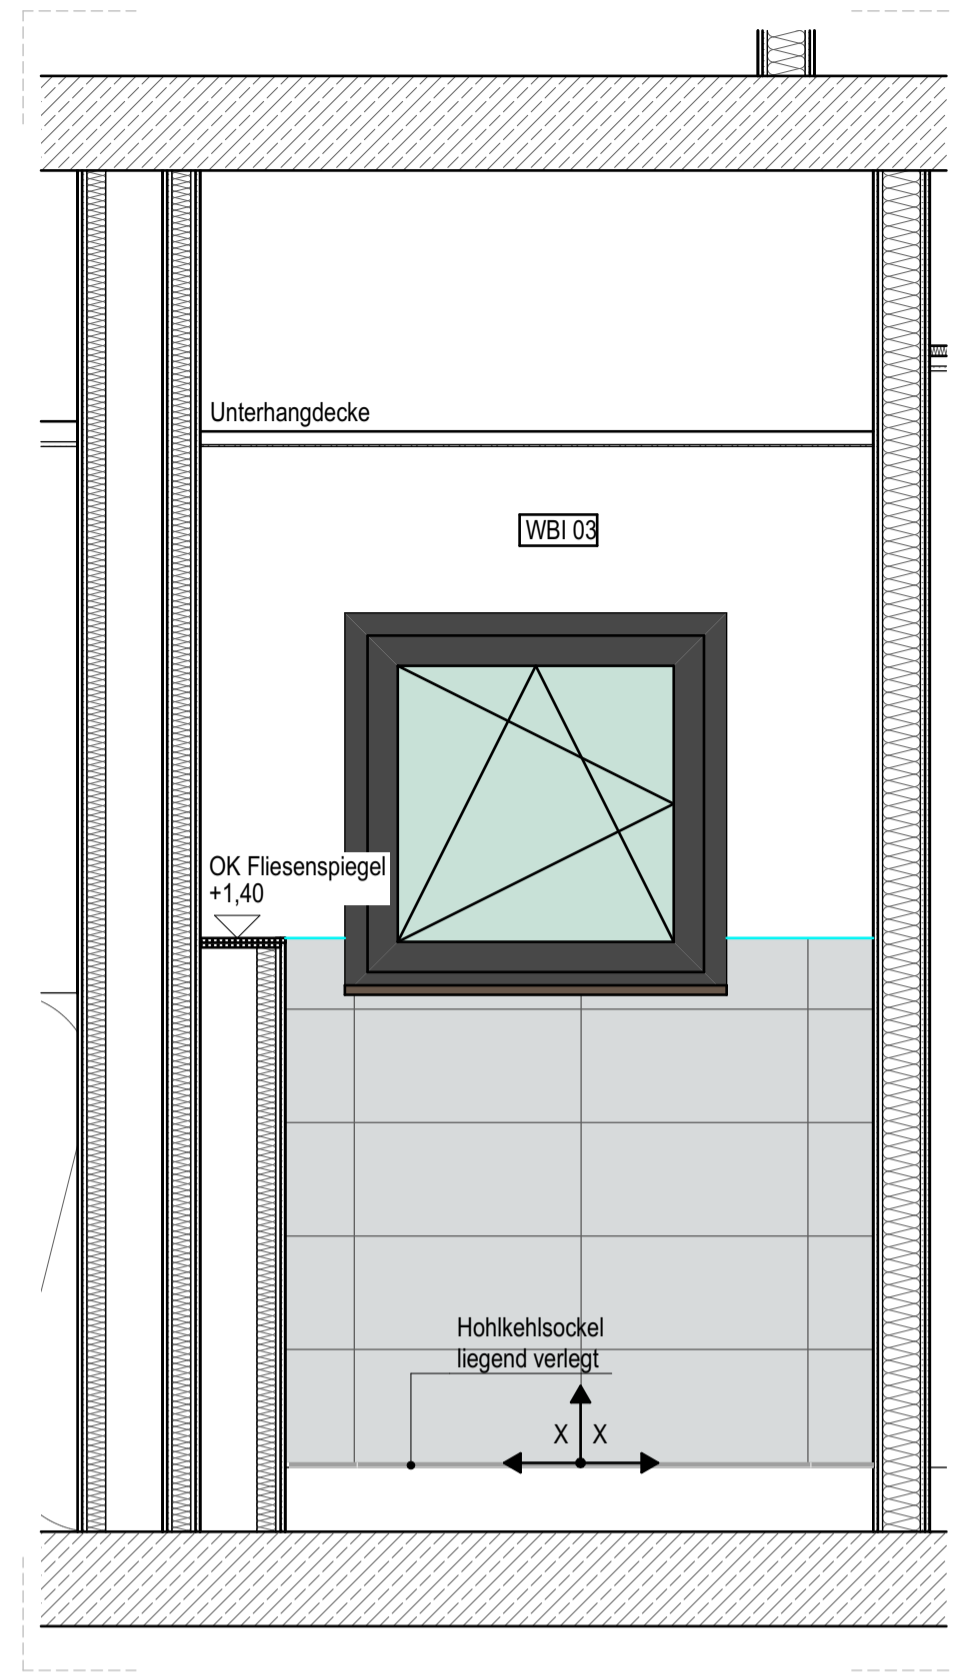 Unterhangdecke
WBI 03
OK Fliesenspiegel
+1,40
Hohlkehlsockel
liegend verlegt
X X